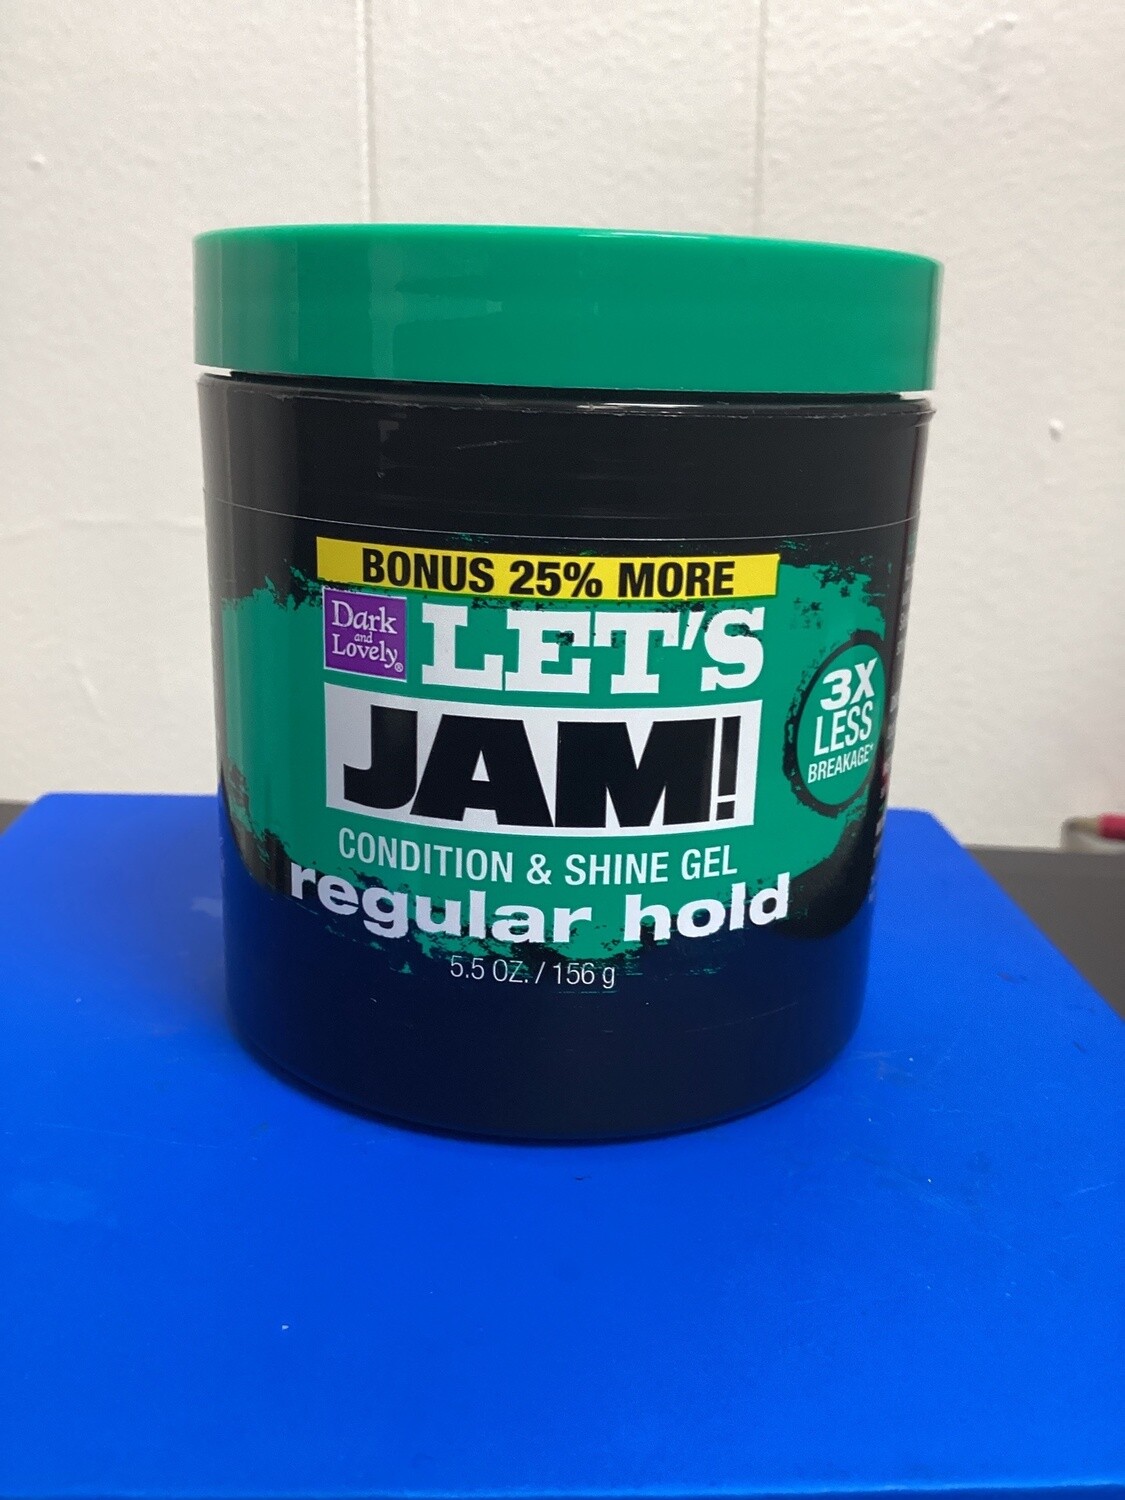 BONUS 25% MORE
Dark
and
Lovely®
LET'S
JAM!
3X
LESS
BREAKAGE*
CONDITION & SHINE GEL
regular hold
5.5 OZ. / 156 g